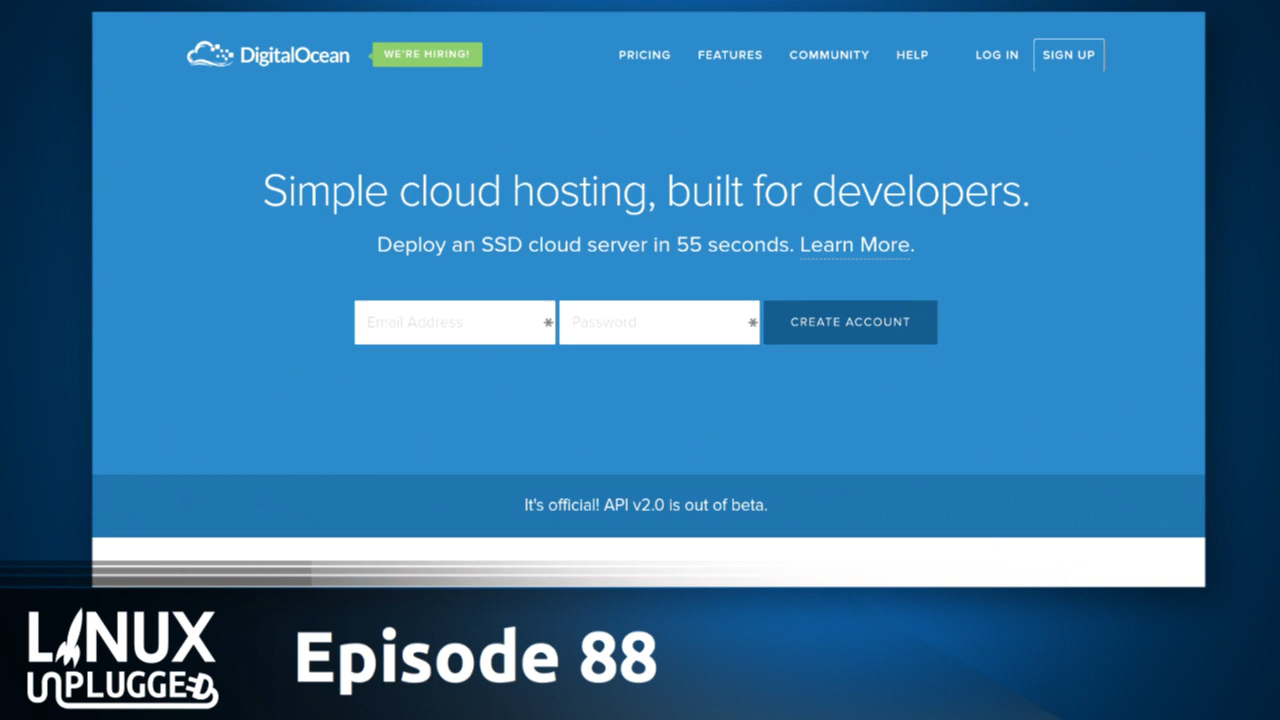 DigitalOcean WE'RE HIRING! PRICING FEATURES COMMUNITY HELP LOG IN SIGN UP
Simple cloud hosting, built for developers.
Deploy an SSD cloud server in 55 seconds. Learn More.
Email Address * Password * CREATE ACCOUNT
It's official! API v2.0 is out of beta.
LINUX
UNPLUGGED
Episode 88